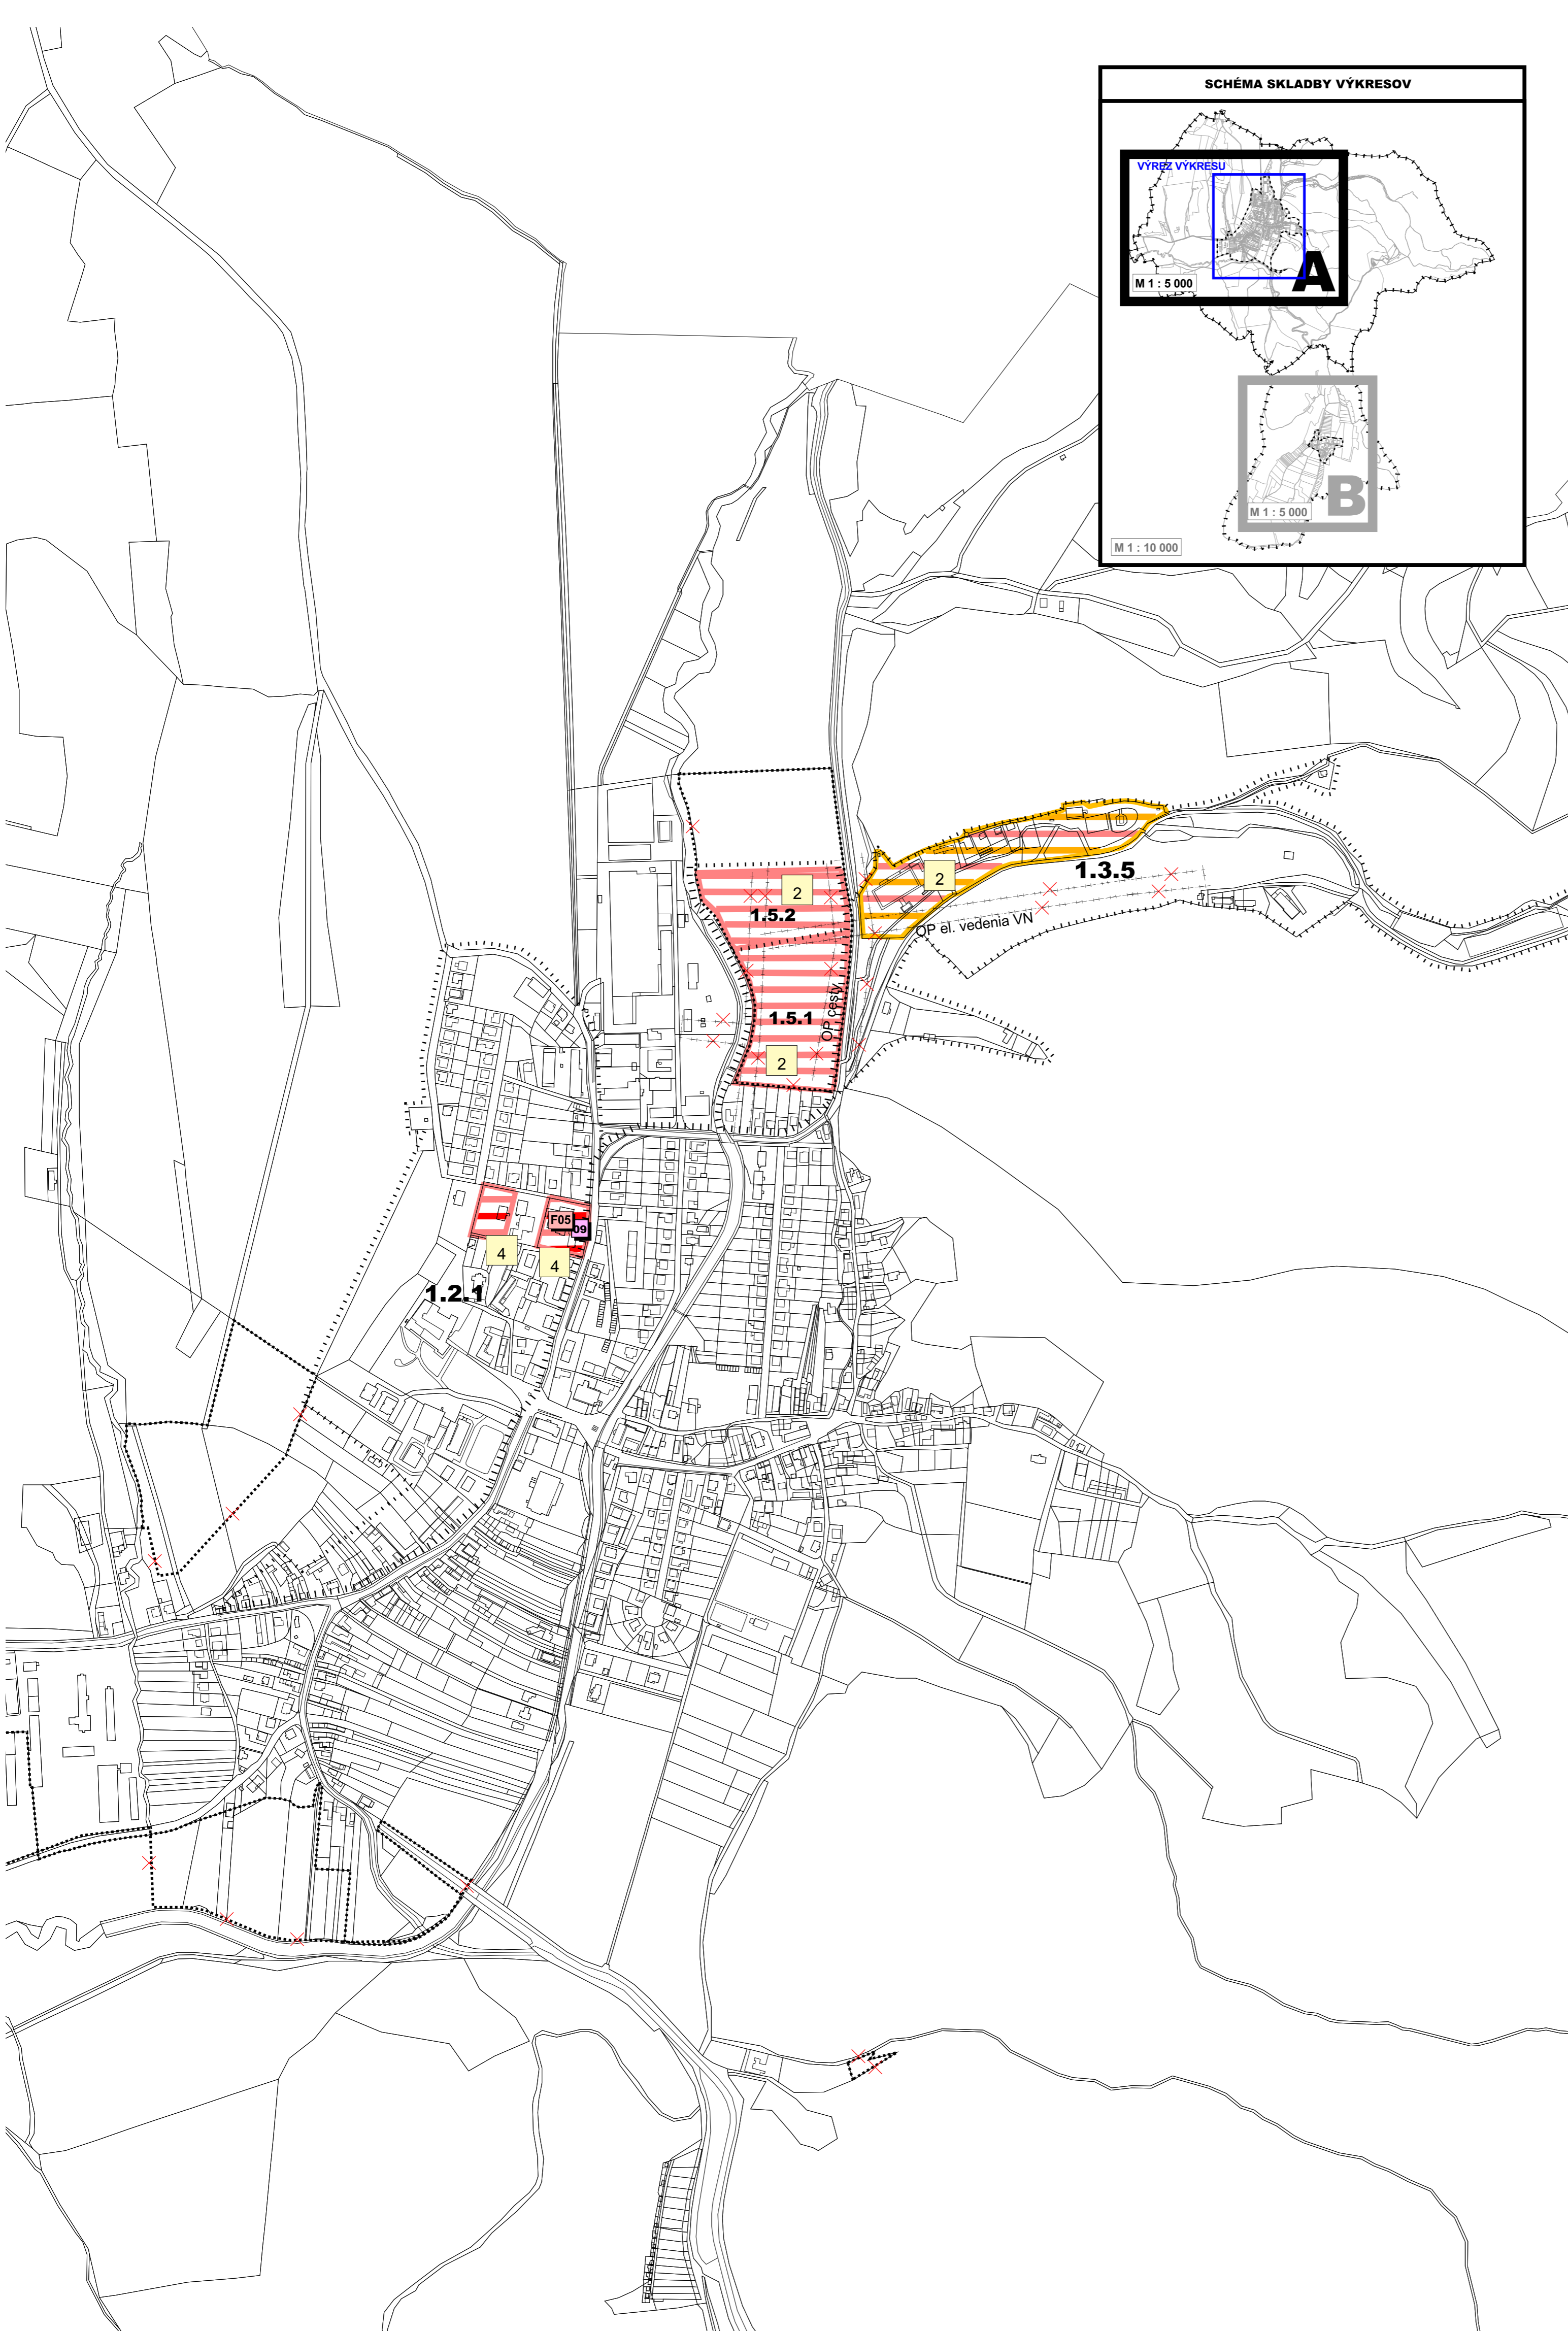 SCHÉMA SKLADBY VÝKRESOV
VÝREZ VÝKRESU
A
M 1 : 5 000
B
M 1 : 5 000
M 1 : 10 000
2
1.5.2
2
1.3.5
OP el. vedenia VN
1.5.1
OP cesty
2
F05
09
4
4
1.2.1